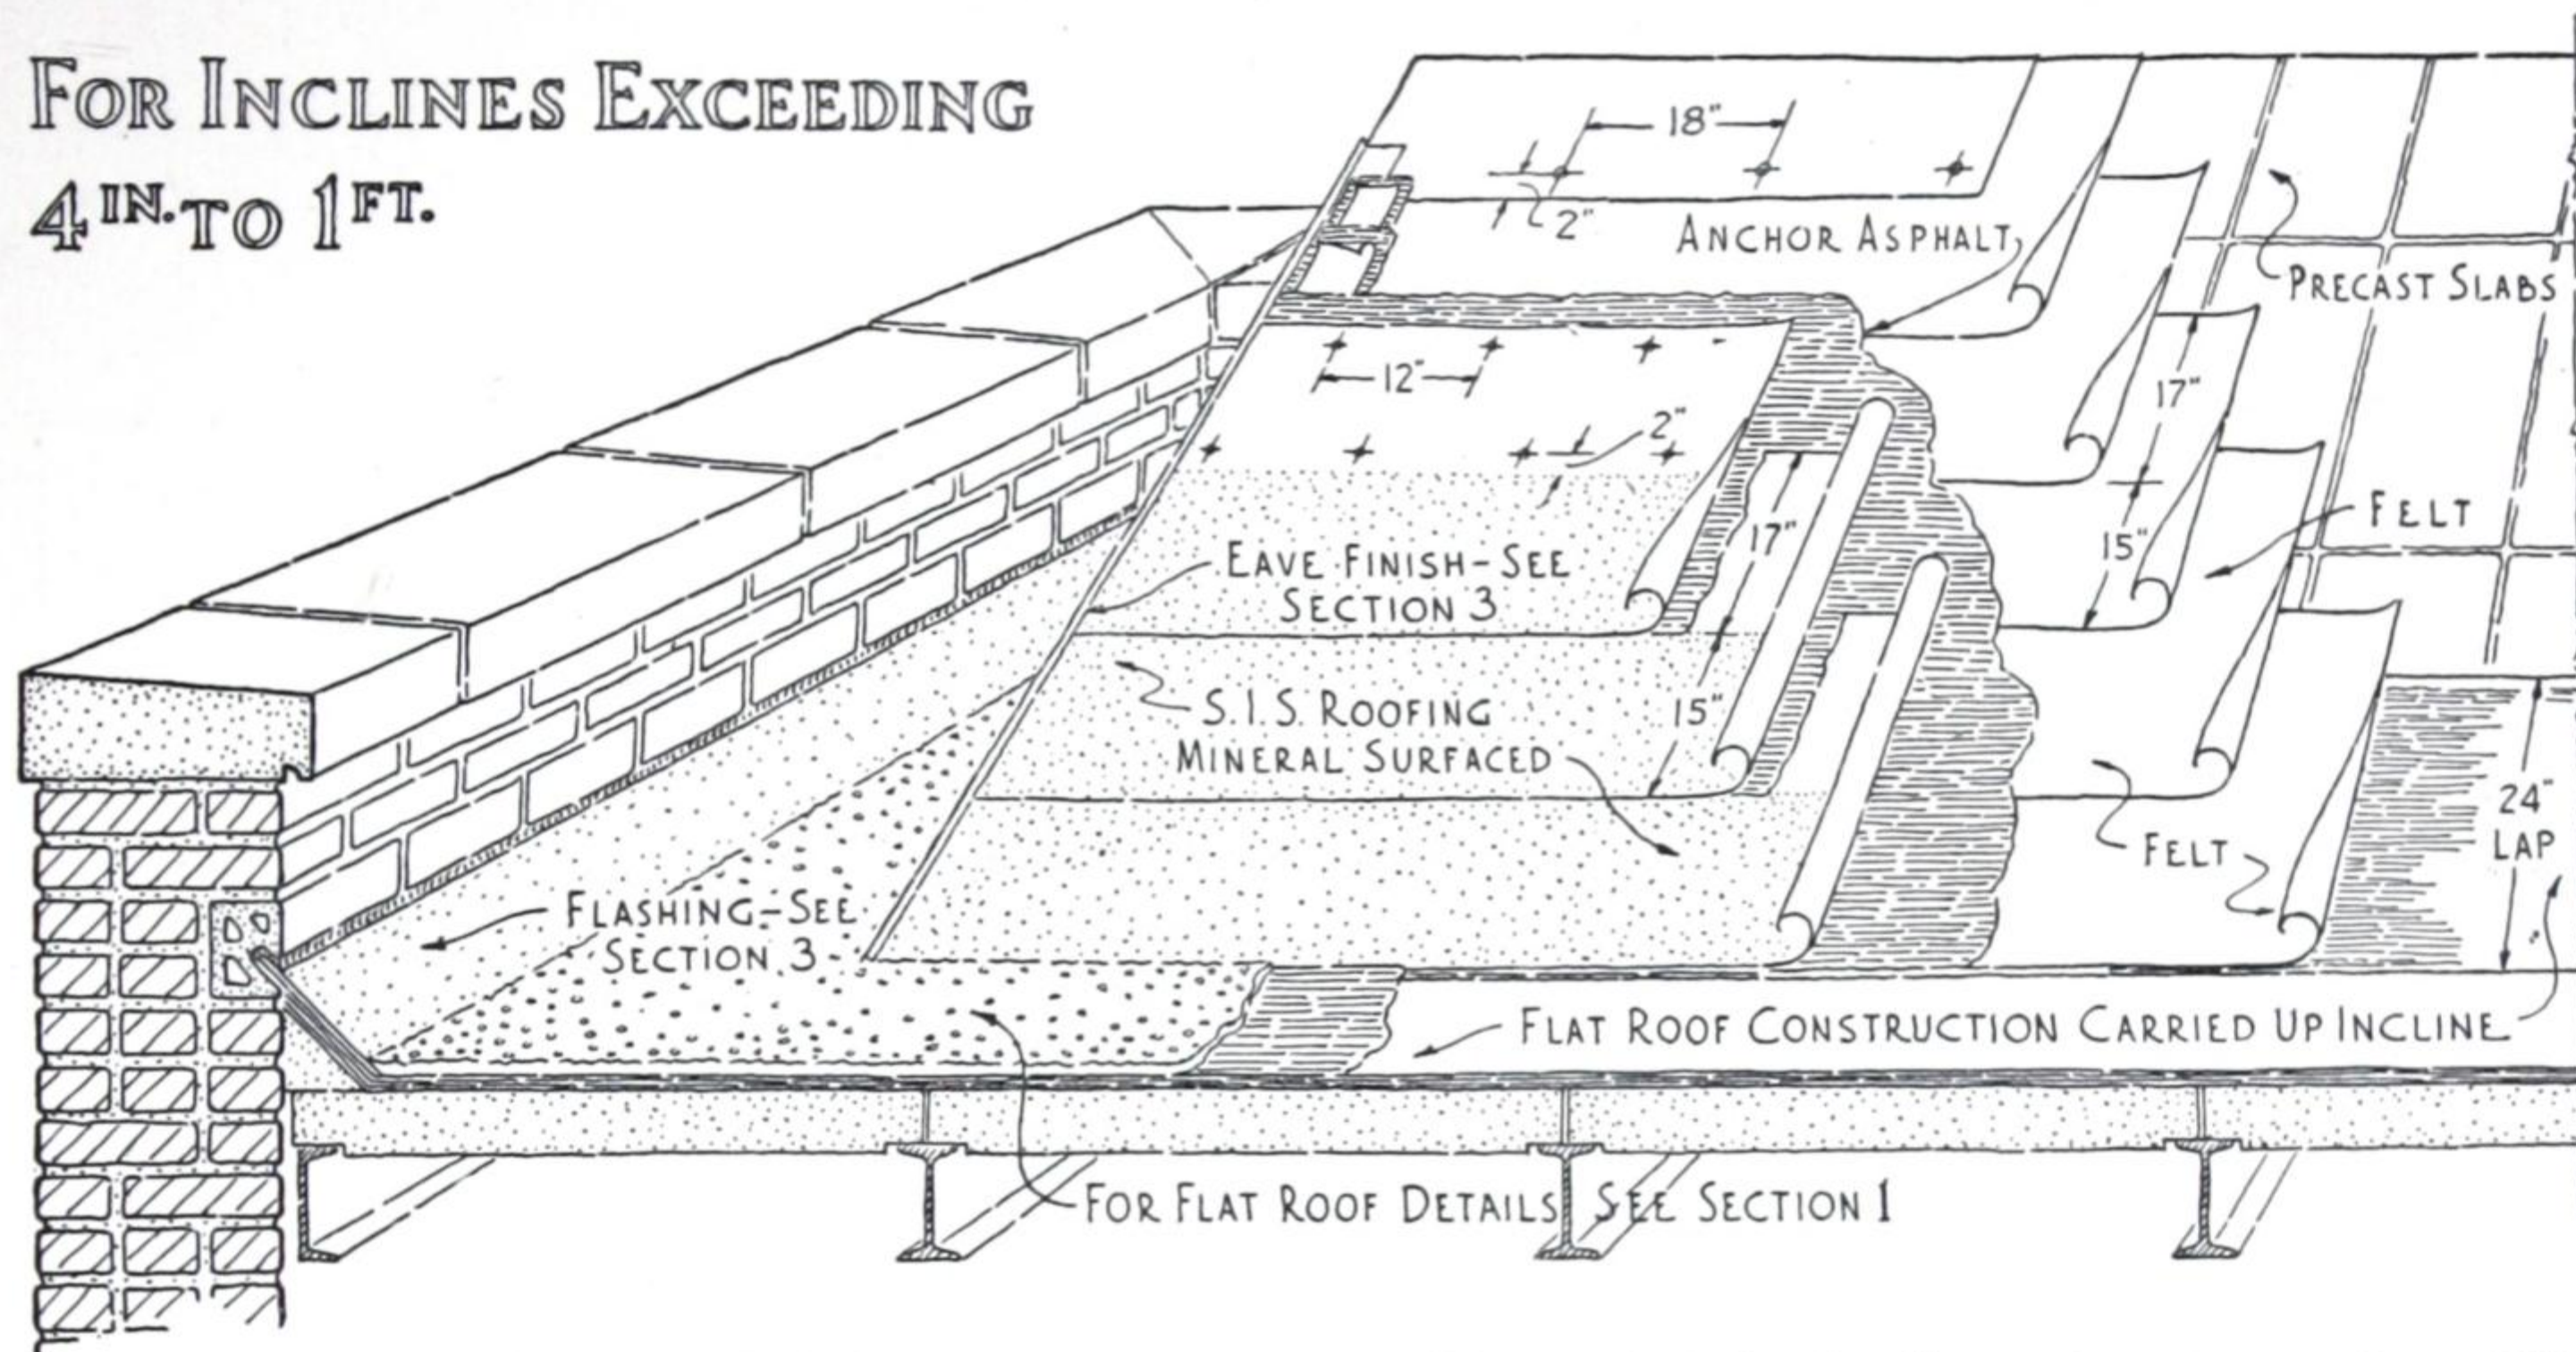 FOR INCLINES EXCEEDING
4 IN. TO 1 FT.
18"
2"
ANCHOR ASPHALT
PRECAST SLABS
12"
2"
17"
17"
15"
FELT
EAVE FINISH-SEE
SECTION 3
S.I.S. ROOFING
MINERAL SURFACED
15"
24"
LAP
FELT
FLASHING-SEE
SECTION 3
FLAT ROOF CONSTRUCTION CARRIED UP INCLINE
FOR FLAT ROOF DETAILS SEE SECTION 1